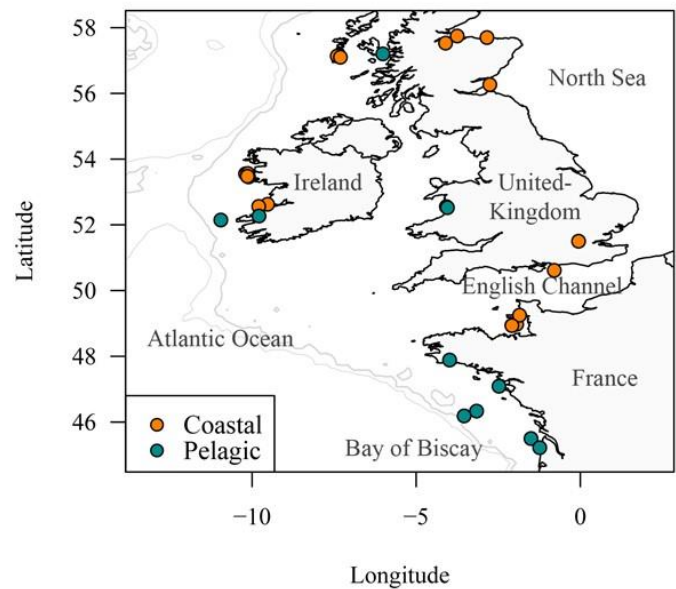 58
56
54
52
50
48
46
Latitude
North Sea
Ireland
United-
Kingdom
English Channel
Atlantic Ocean
France
Bay of Biscay
Coastal
Pelagic
−10
−5
0
Longitude